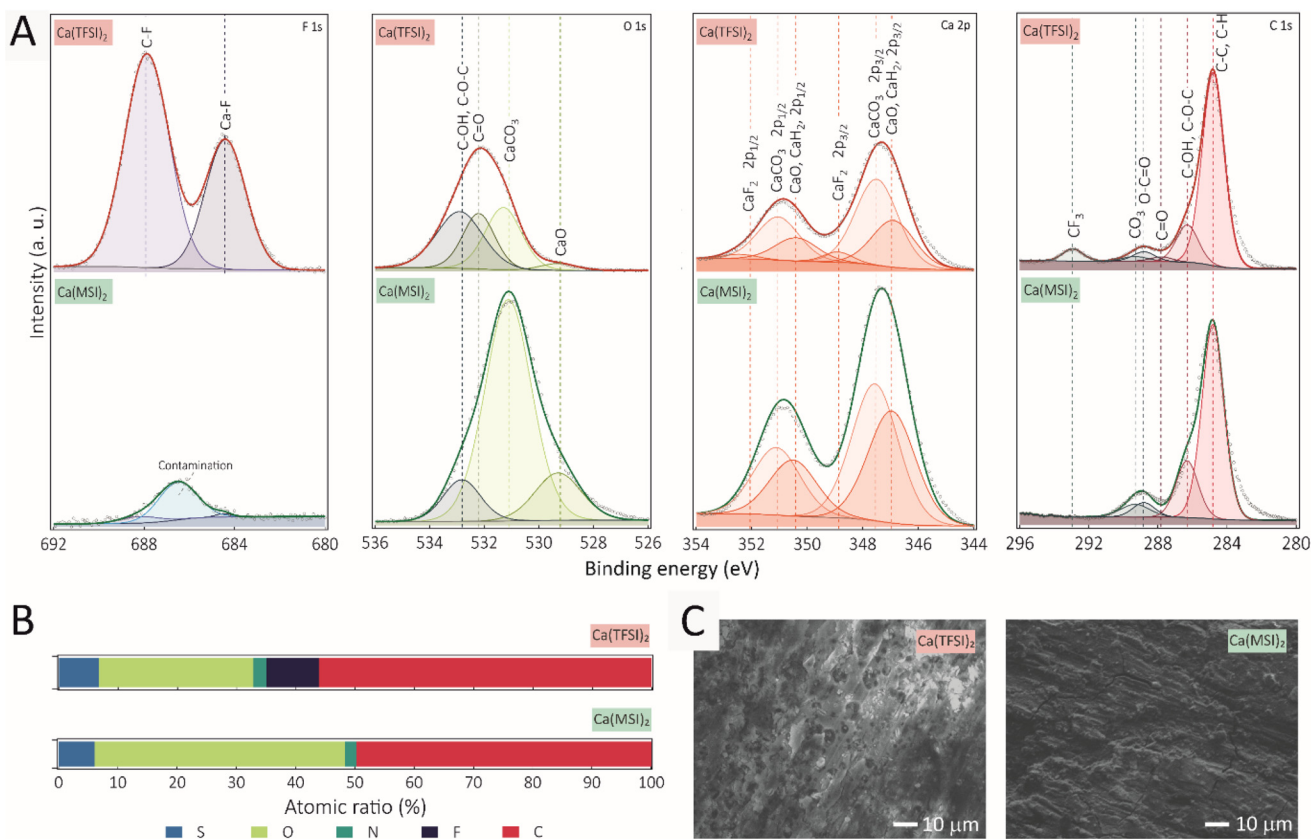 A
Ca(TFSI)₂
F 1s
C-F
Ca-F
Ca(TFSI)₂
O 1s
C-OH, C-O-C
C=O
CaCO₃
CaO
Ca(TFSI)₂
Ca 2p
CaF₂ 2p₁/₂
CaCO₃ 2p₁/₂
CaO, CaH₂, 2p₁/₂
CaF₂ 2p₃/₂
CaCO₃ 2p₃/₂
CaO, CaH₂, 2p₃/₂
Ca(TFSI)₂
C 1s
CF₃
CO₃
O-C=O
C=O
C-OH, C-O-C
C-C, C-H
Intensity (a. u.)
Ca(MSI)₂
Contamination
Ca(MSI)₂
Ca(MSI)₂
Ca(MSI)₂
692 688 684 680
536 534 532 530 528 526
354 352 350 348 346 344
296 292 288 284 280
Binding energy (eV)
B
Ca(TFSI)₂
Ca(MSI)₂
0 10 20 30 40 50 60 70 80 90 100
Atomic ratio (%)
S O N F C
C
Ca(TFSI)₂
10 µm
Ca(MSI)₂
10 µm